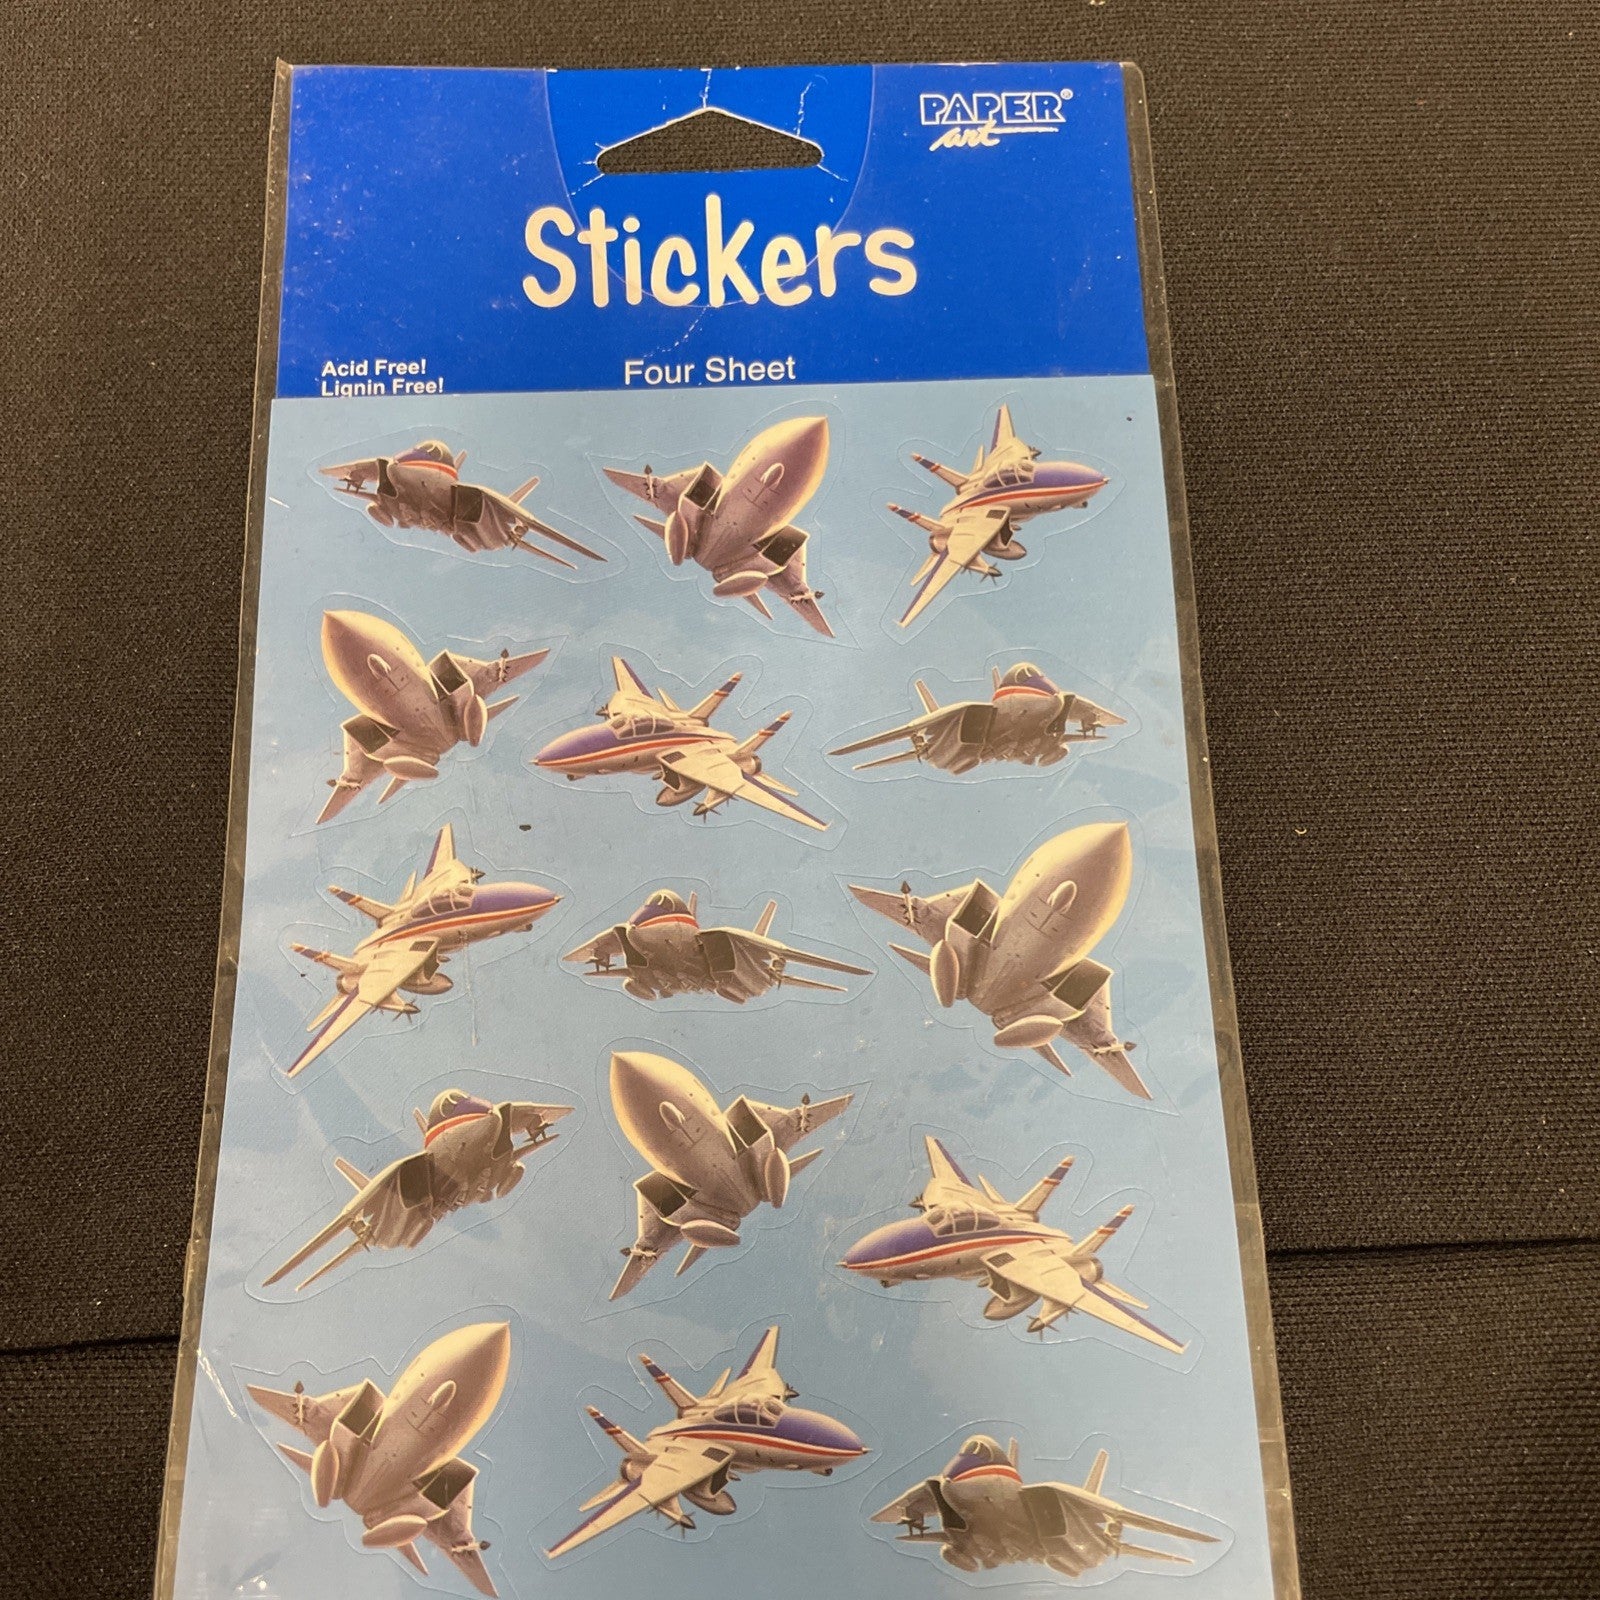 PAPER®
art
Stickers
Acid Free!
Lignin Free!
Four Sheet